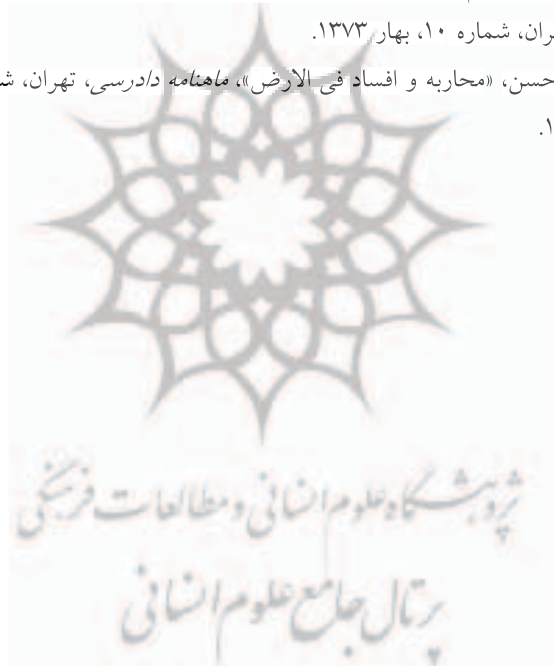 ران، شماره ۱۰، بهار ۱۳۷۳.
حسن، «محاربه و افساد فی الارض»، ماهنامه دادرسی، تهران، شم
۱.
پژوهشگاه علوم انسانی و مطالعات فرهنگی
پرتال جامع علوم انسانی